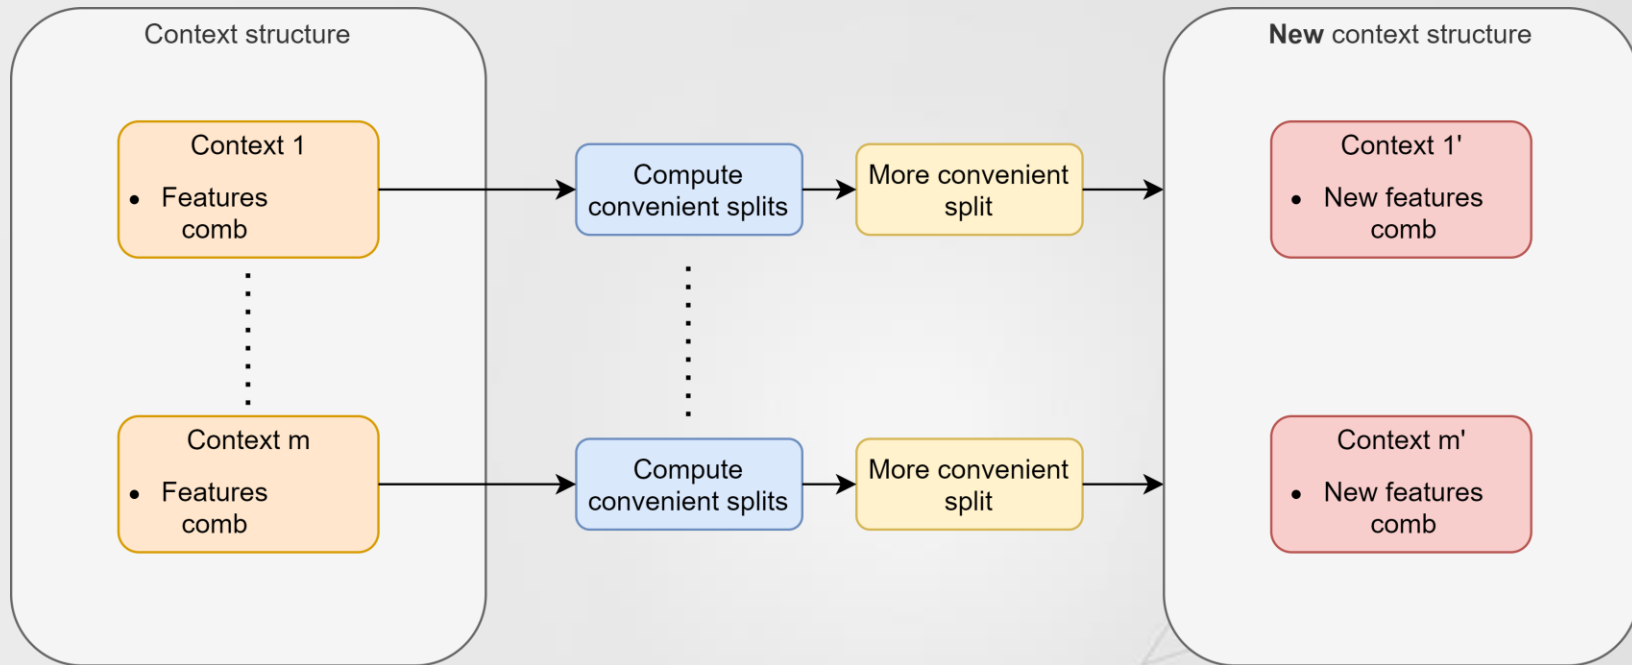 Context structure
New context structure
Context 1
• Features
comb
Compute
convenient splits
More convenient
split
Context 1'
• New features
comb
Context m
• Features
comb
Compute
convenient splits
More convenient
split
Context m'
• New features
comb